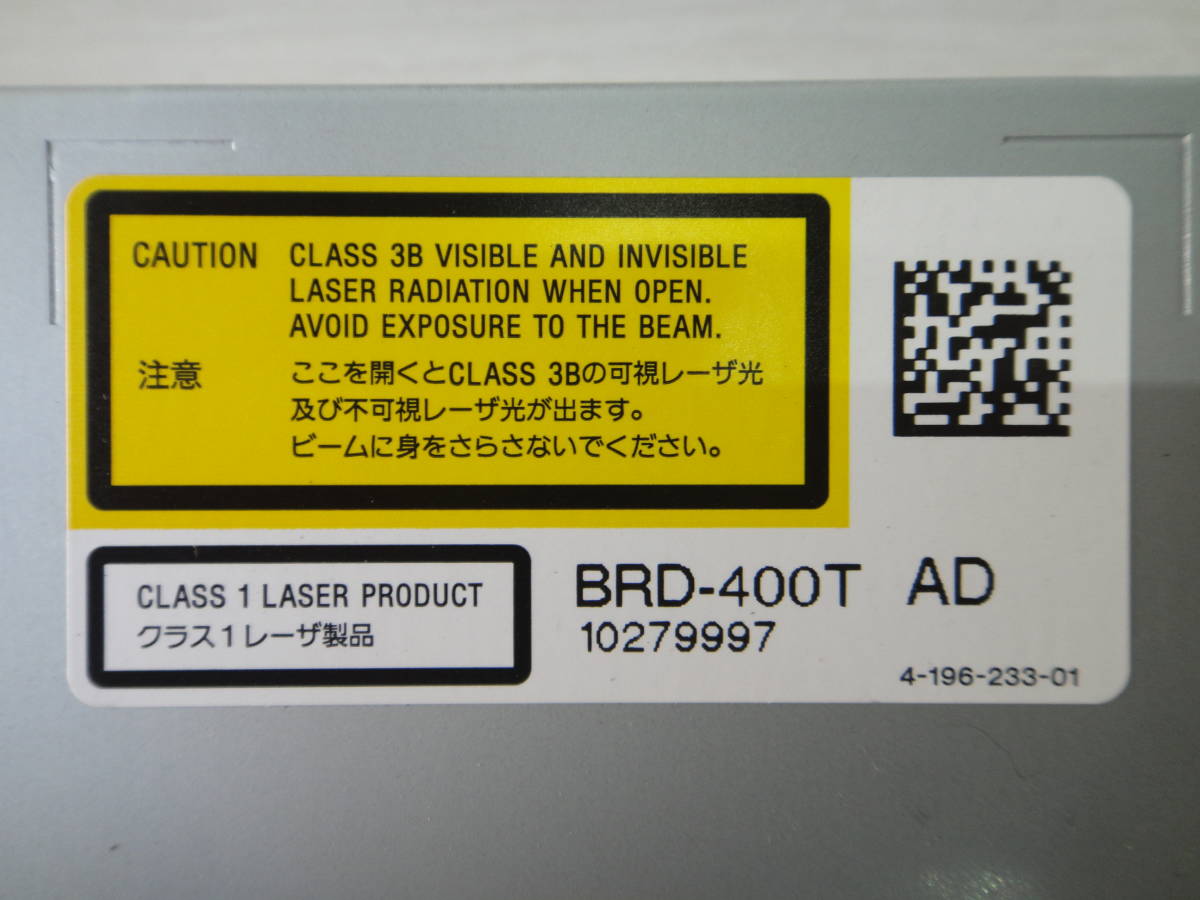 CAUTION CLASS 3B VISIBLE AND INVISIBLE
LASER RADIATION WHEN OPEN.
AVOID EXPOSURE TO THE BEAM.
注意 ここを開くとCLASS 3Bの可視レーザ光
及び不可視レーザ光が出ます。
ビームに身をさらさないでください。
CLASS 1 LASER PRODUCT
クラス1レーザ製品
BRD-400T AD
10279997
4-196-233-01